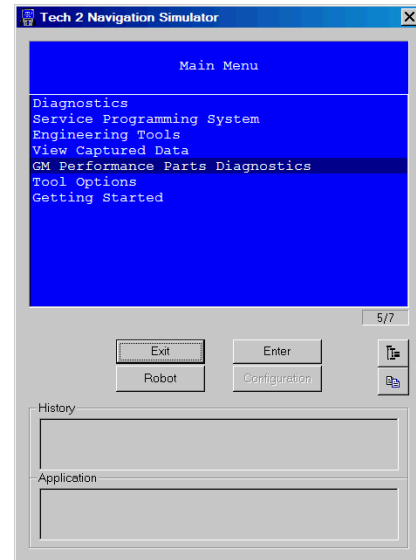 Tech 2 Navigation Simulator
Main Menu
Diagnostics
Service Programming System
Engineering Tools
View Captured Data
GM Performance Parts Diagnostics
Tool Options
Getting Started
5/7
Exit
Enter
Robot
Configuration
History
Application